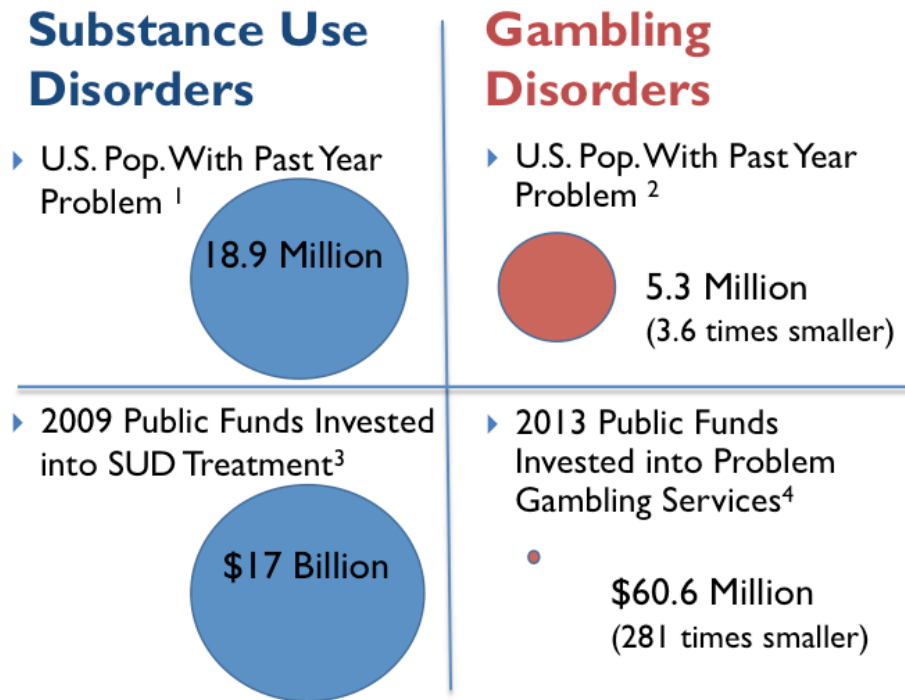 Substance Use
Disorders
U.S. Pop. With Past Year
Problem 1
18.9 Million
Gambling
Disorders
U.S. Pop. With Past Year
Problem 2
5.3 Million
(3.6 times smaller)
2009 Public Funds Invested
into SUD Treatment3
$17 Billion
2013 Public Funds
Invested into Problem
Gambling Services4
$60.6 Million
(281 times smaller)